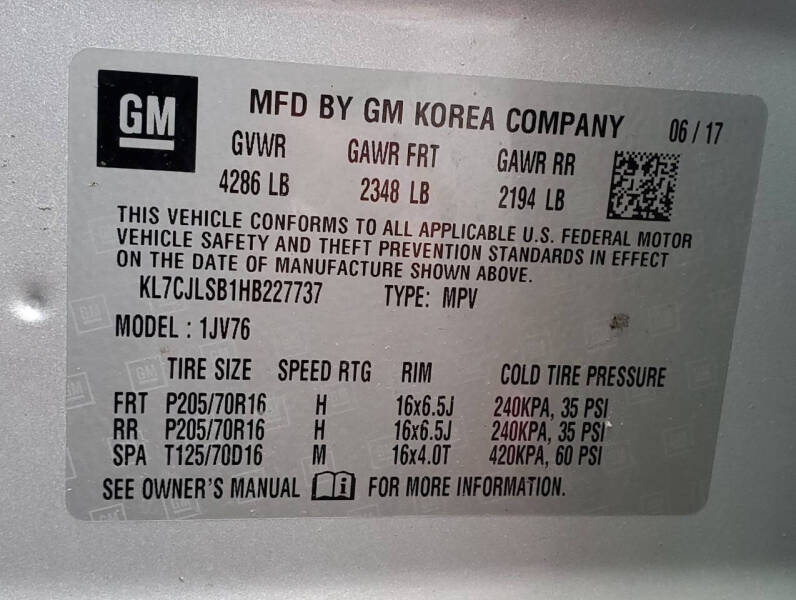 GM
MFD BY GM KOREA COMPANY 06 / 17
GVWR GAWR FRT GAWR RR
4286 LB 2348 LB 2194 LB
THIS VEHICLE CONFORMS TO ALL APPLICABLE U.S. FEDERAL MOTOR
VEHICLE SAFETY AND THEFT PREVENTION STANDARDS IN EFFECT
ON THE DATE OF MANUFACTURE SHOWN ABOVE.
KL7CJLSB1HB227737 TYPE: MPV
MODEL : 1JV76
TIRE SIZE SPEED RTG RIM COLD TIRE PRESSURE
FRT P205/70R16 H 16x6.5J 240KPA, 35 PSI
RR P205/70R16 H 16x6.5J 240KPA, 35 PSI
SPA T125/70D16 M 16x4.0T 420KPA, 60 PSI
SEE OWNER'S MANUAL i FOR MORE INFORMATION.